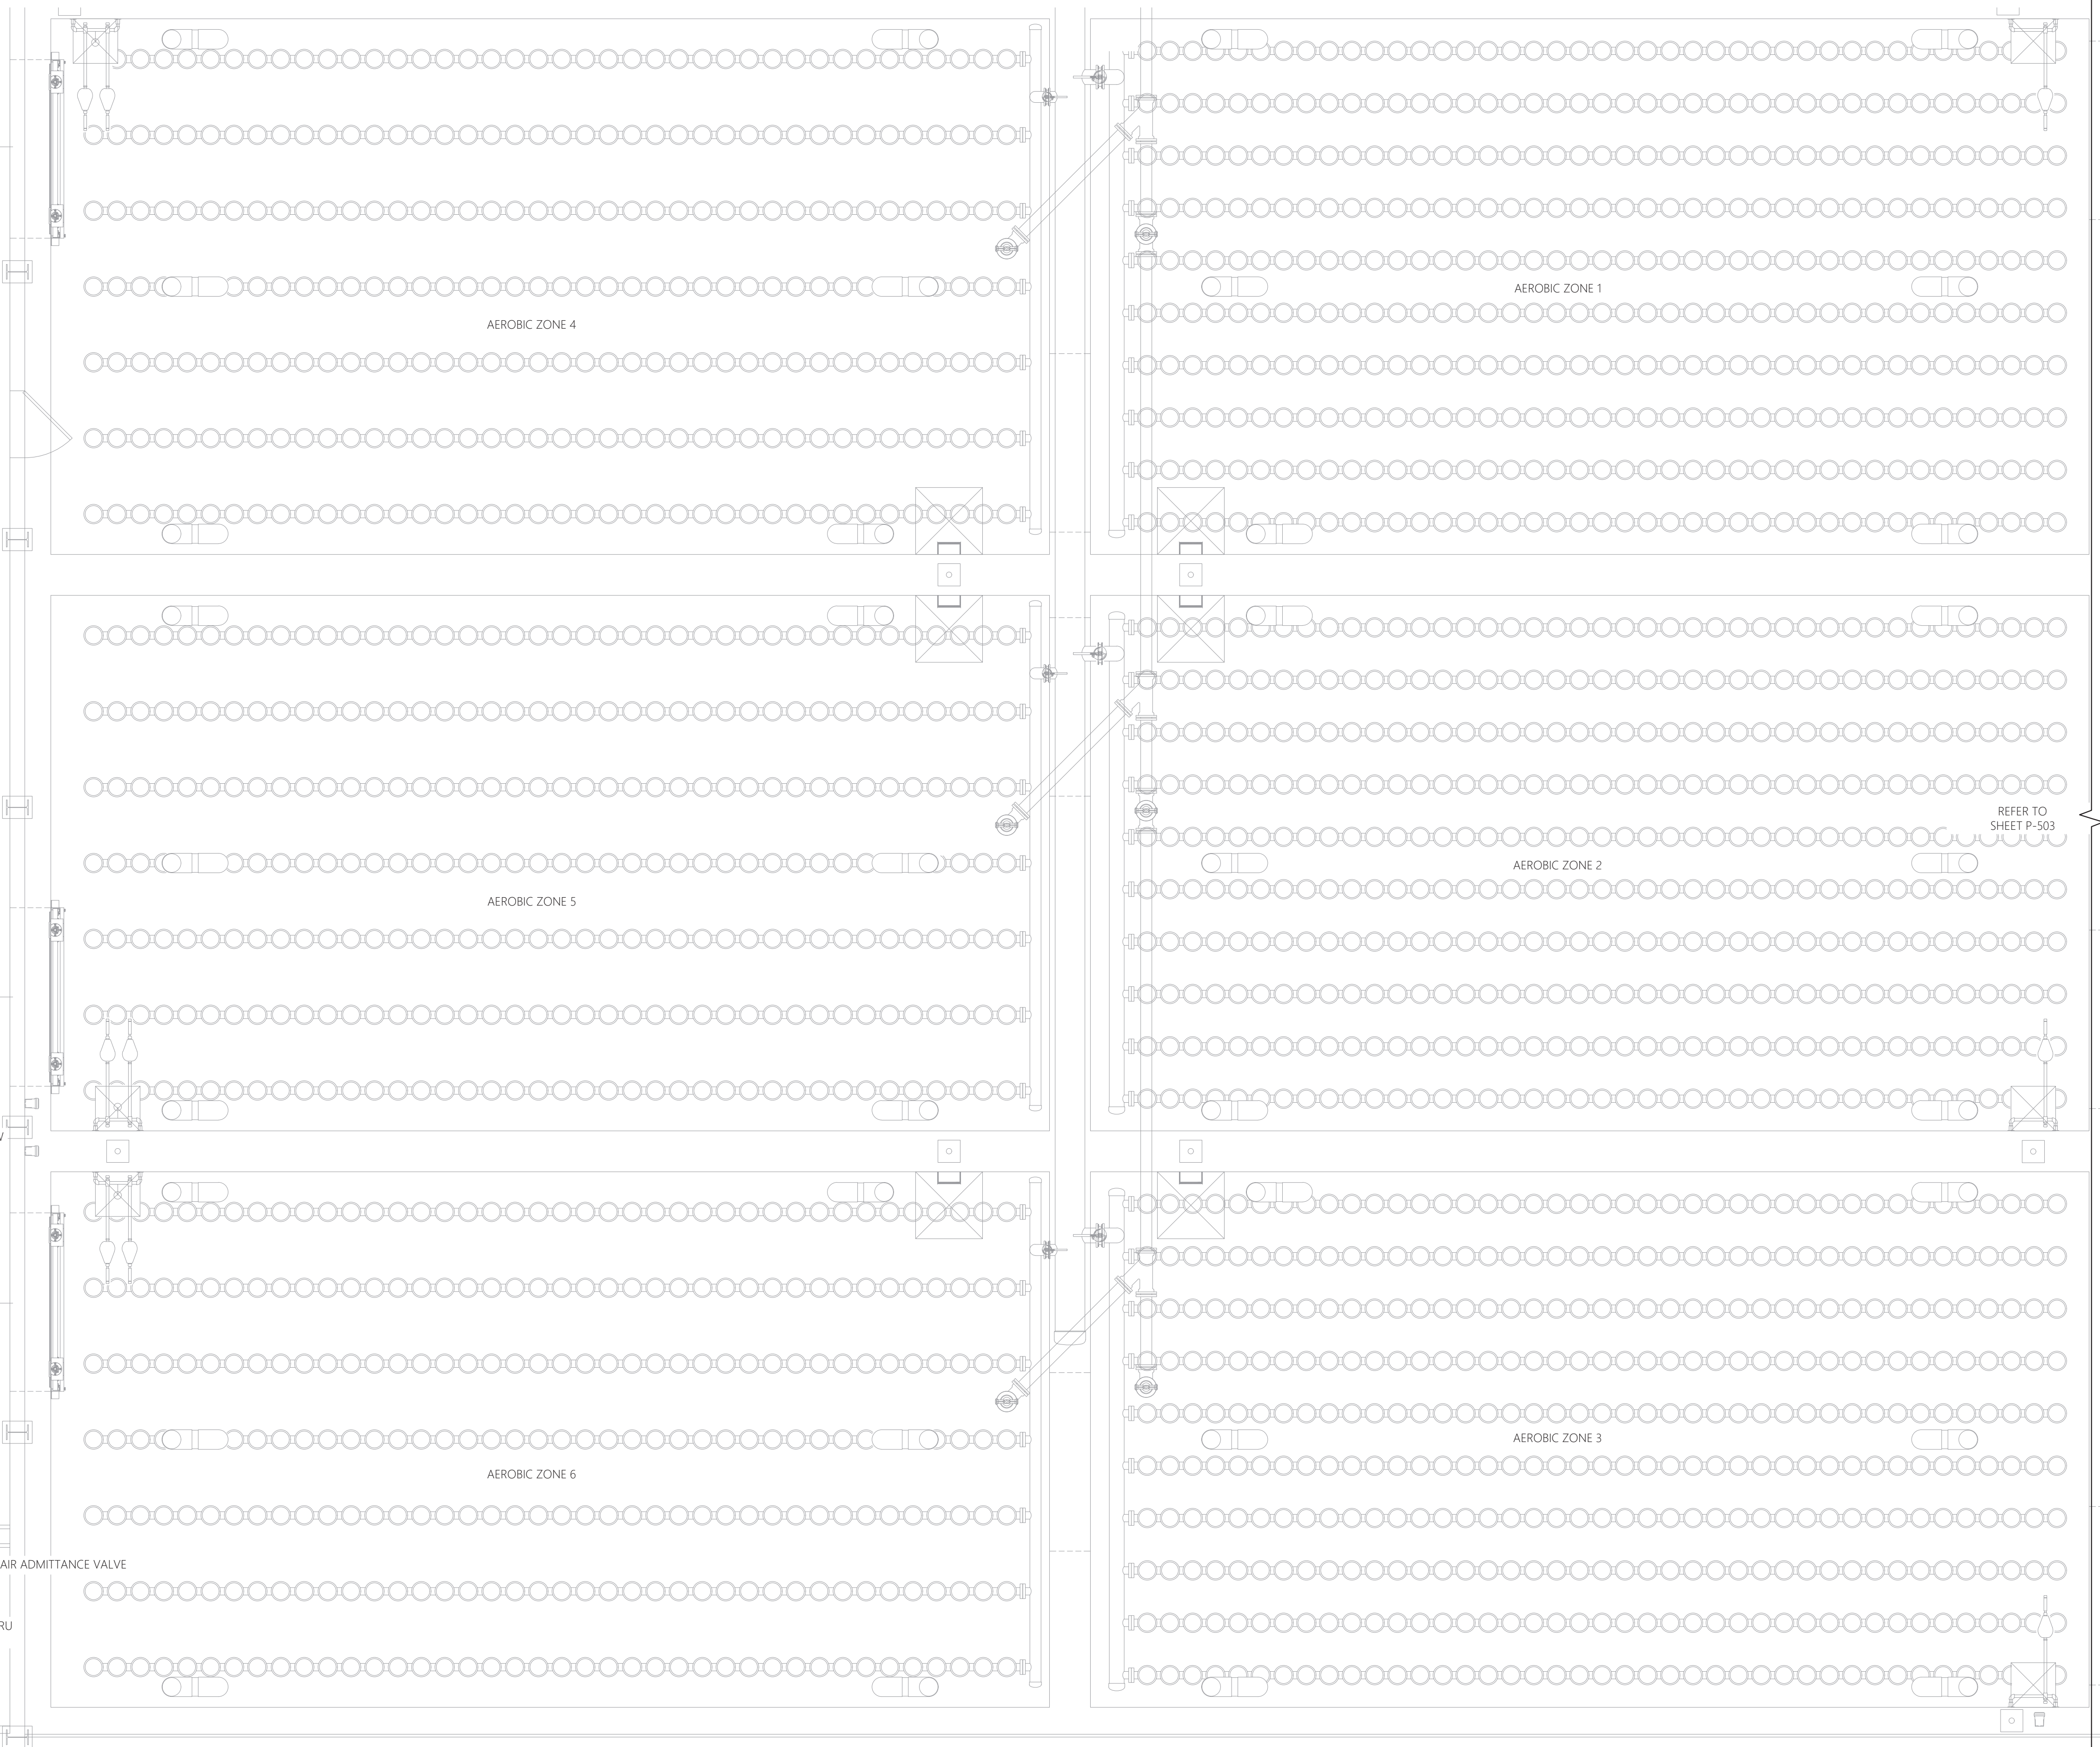 AEROBIC ZONE 1
AEROBIC ZONE 4
REFER TO
SHEET P-503
AEROBIC ZONE 2
AEROBIC ZONE 5
AEROBIC ZONE 3
AEROBIC ZONE 6
AIR ADMITTANCE VALVE
RU